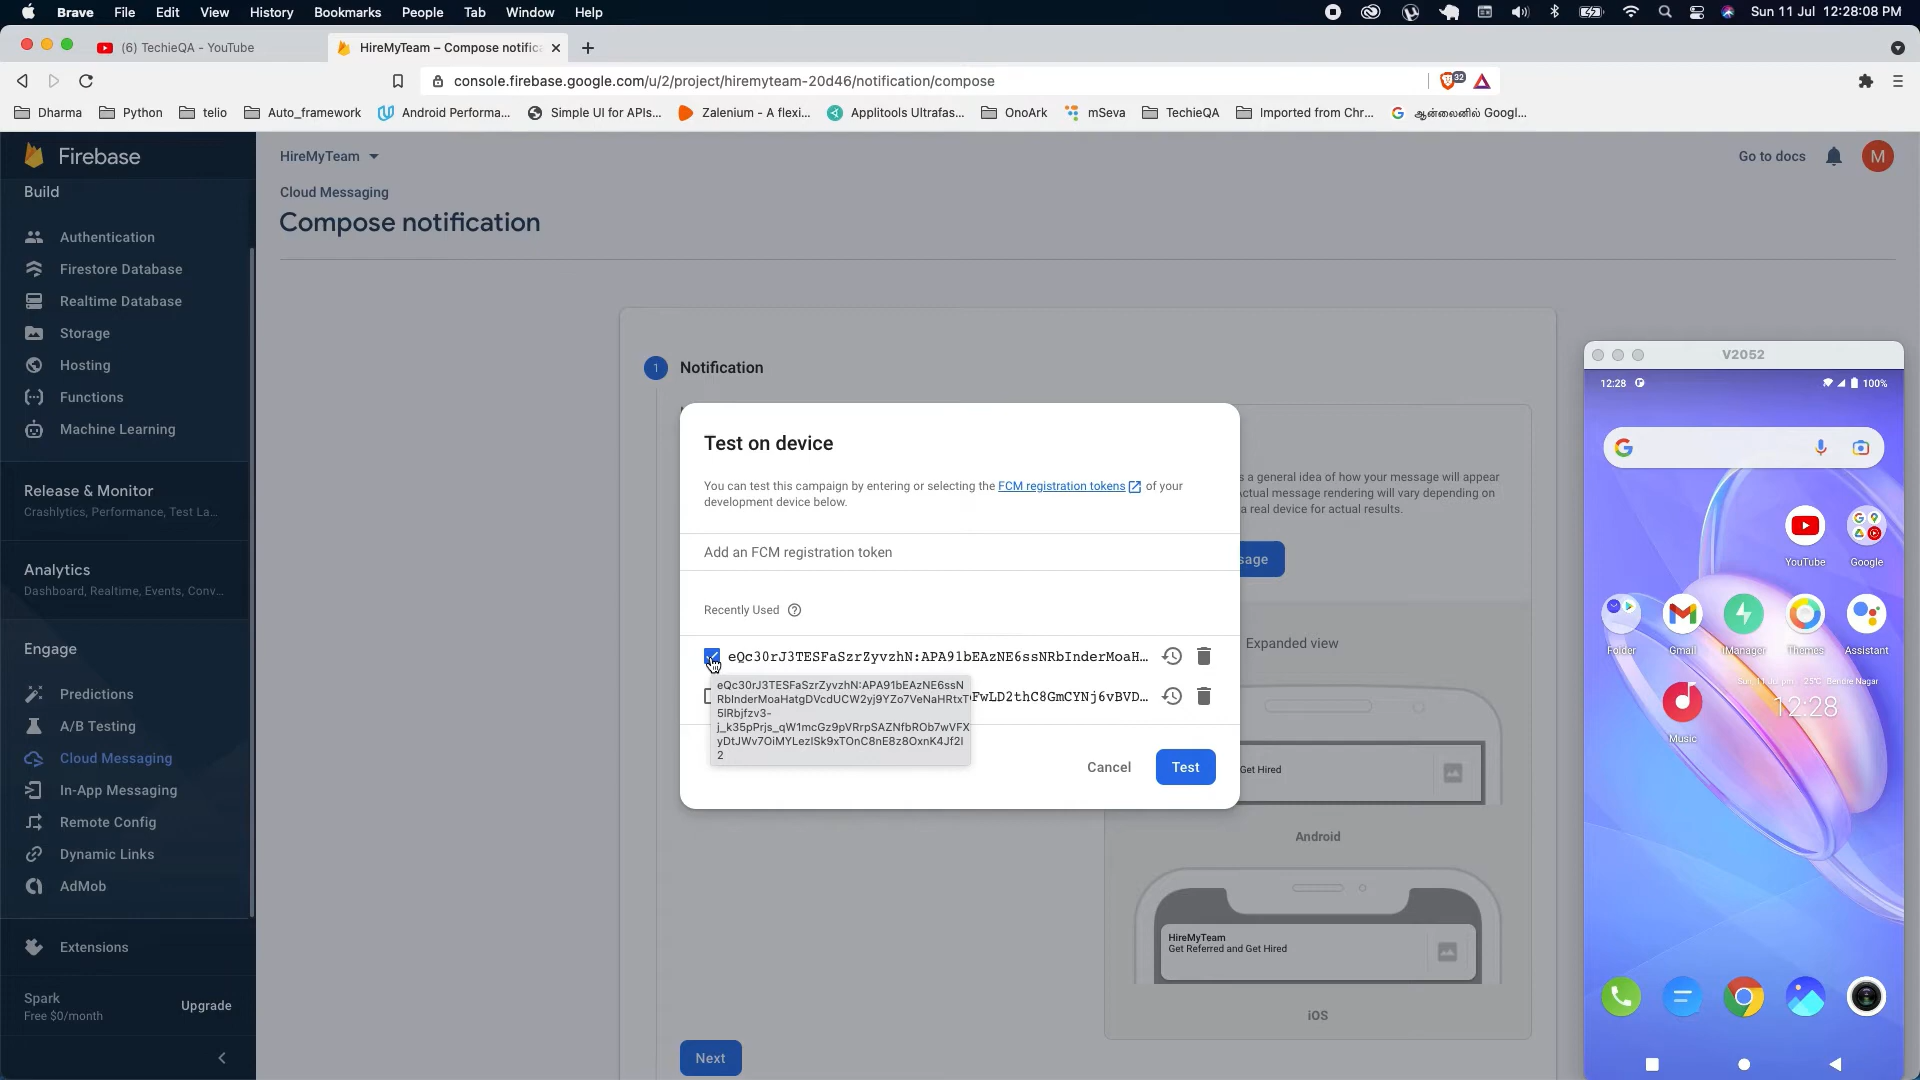 Brave File Edit View History Bookmarks People Tab Window Help
Sun 11 Jul 12:28:08 PM
(6) TechieQA - YouTube
HireMyTeam – Compose notific
console.firebase.google.com/u/2/project/hiremyteam-20d46/notification/compose
32
Dharma Python telio Auto_framework Android Performa... Simple UI for APIs... Zalenium - A flexi... Applitools Ultrafas... OnoArk mSeva TechieQA Imported from Chr... ஆன்லைனில் Googl...
Firebase
Build
Authentication
Firestore Database
Realtime Database
Storage
Hosting
Functions
Machine Learning
Release & Monitor
Crashlytics, Performance, Test La...
Analytics
Dashboard, Realtime, Events, Conv...
Engage
Predictions
A/B Testing
Cloud Messaging
In-App Messaging
Remote Config
Dynamic Links
AdMob
Extensions
Spark
Free $0/month
Upgrade
HireMyTeam
Go to docs
M
Cloud Messaging
Compose notification
1 Notification
Test on device
You can test this campaign by entering or selecting the FCM registration tokens of your
development device below.
Add an FCM registration token
Recently Used
eQc30rJ3TESFaSzrZyvzhN:APA91bEAzNE6ssNRbInderMoaH...
FwLD2thC8GmCYNj6vBVD...
eQc30rJ3TESFaSzrZyvzhN:APA91bEAzNE6ssN
RbInderMoaHatgDVcdUCW2yj9YZo7VeNaHRtxT
5IRbjfzv3-
j_k35pPrjs_qW1mcGz9pVRrpSAZNfbROb7wVFX
yDtJWv7OiMYLezISk9xTOnC8nE8z8OxnK4Jf2I
2
Cancel
Test
s a general idea of how your message will appear
ctual message rendering will vary depending on
a real device for actual results.
sage
Expanded view
Get Hired
Android
HireMyTeam
Get Referred and Get Hired
iOS
Next
V2052
12:28
100%
YouTube
Google
Folder
Gmail
iManager
Themes
Assistant
12:28
Music